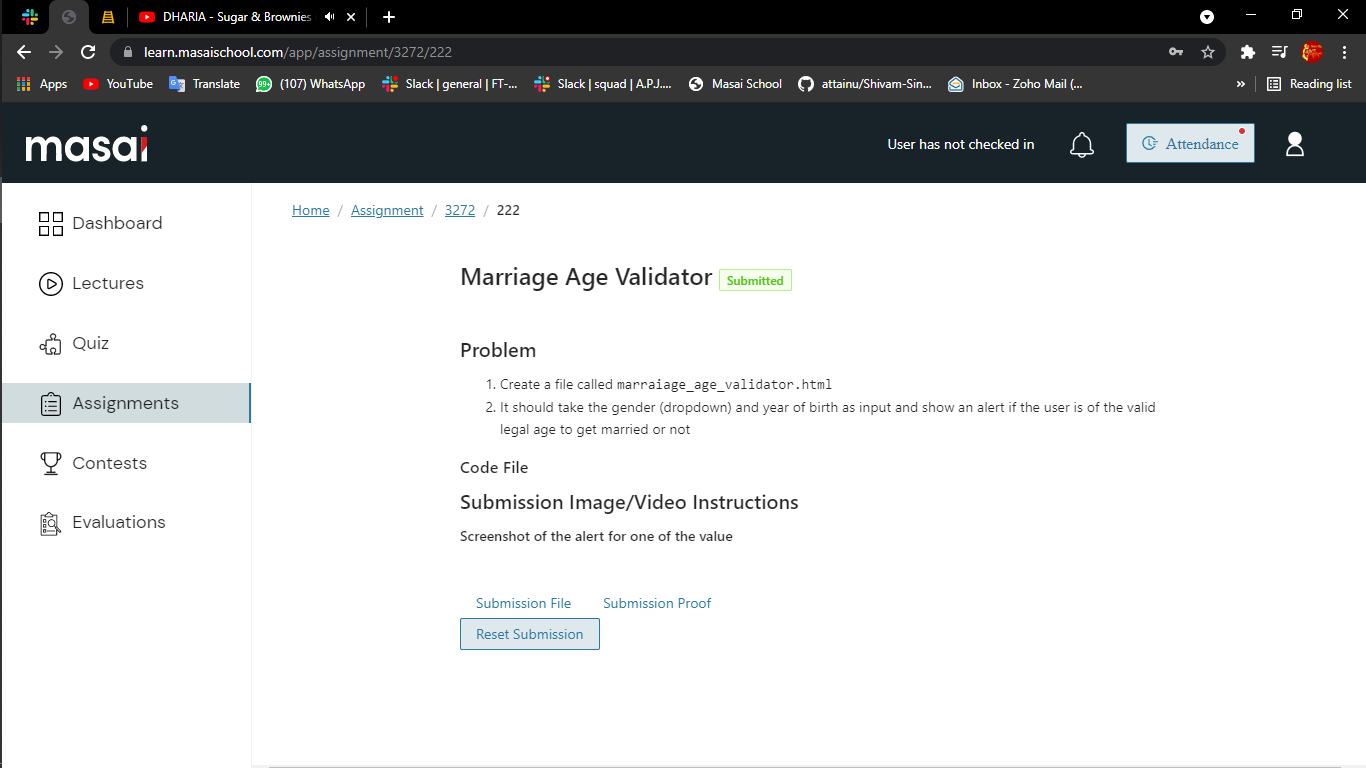 DHARIA - Sugar & Brownies
learn.masaischool.com/app/assignment/3272/222
Apps YouTube Translate 99+ (107) WhatsApp Slack | general | FT-... Slack | squad | A.P.J.... Masai School attainu/Shivam-Sin... Inbox - Zoho Mail (... » Reading list
masai User has not checked in Attendance
Dashboard
Lectures
Quiz
Assignments
Contests
Evaluations
Home / Assignment / 3272 / 222
Marriage Age Validator Submitted
Problem
1. Create a file called marraiage_age_validator.html
2. It should take the gender (dropdown) and year of birth as input and show an alert if the user is of the valid
legal age to get married or not
Code File
Submission Image/Video Instructions
Screenshot of the alert for one of the value
Submission File Submission Proof
Reset Submission